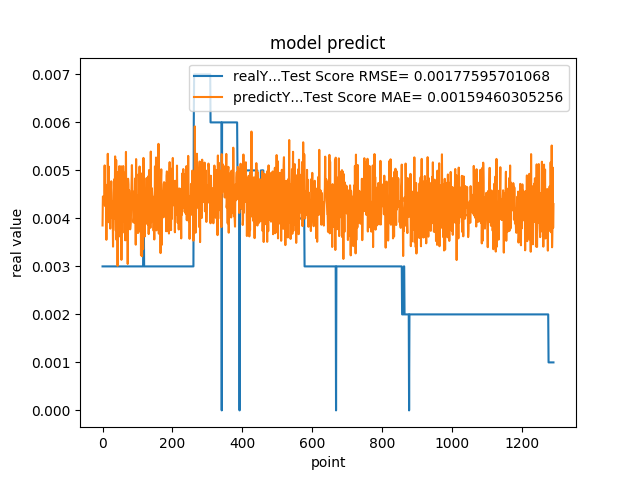 model predict
realY...Test Score RMSE= 0.00177595701068
predictY...Test Score MAE= 0.00159460305256
0.007
0.006
0.005
0.004
0.003
0.002
0.001
0.000
real value
0 200 400 600 800 1000 1200
point